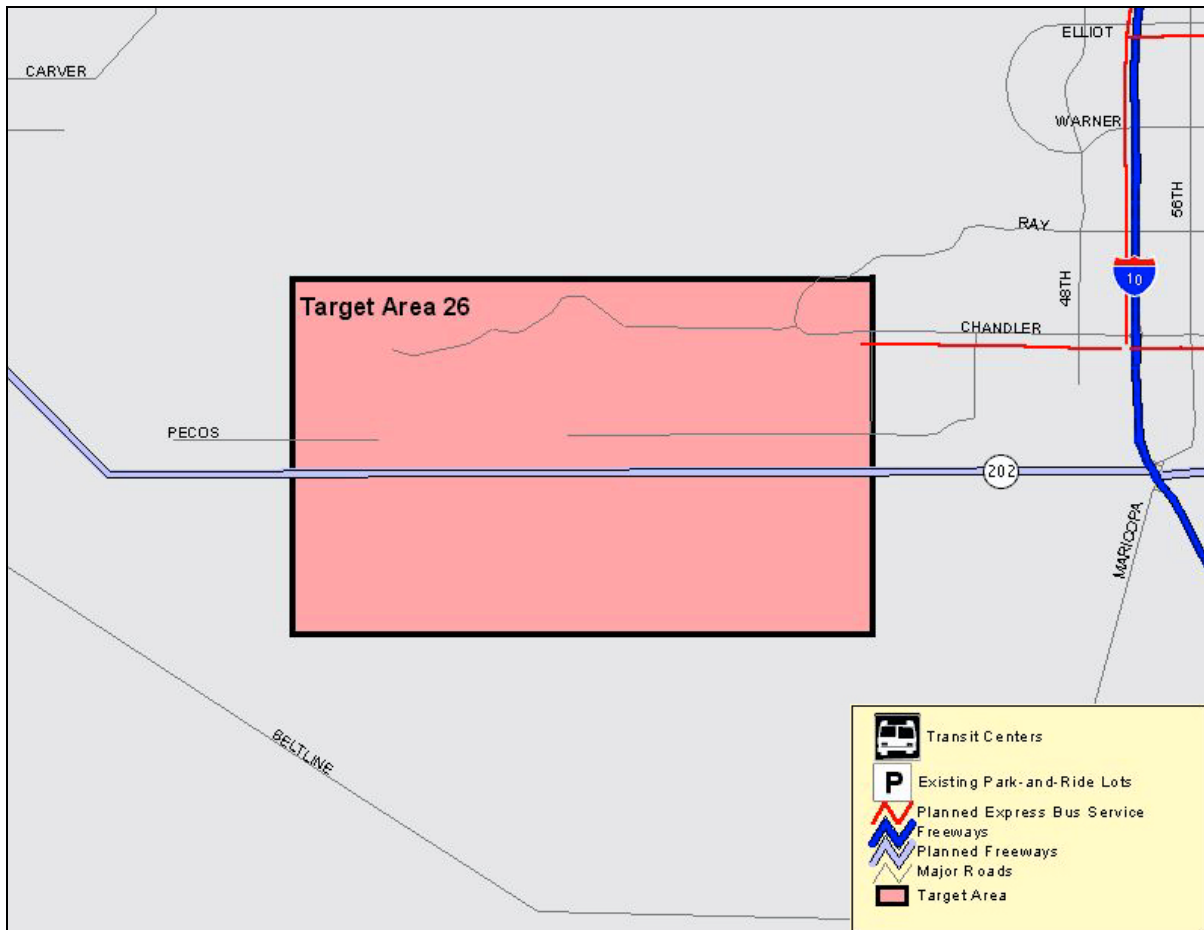 ELLIOT
CARVER
WARNER
56TH
RAY
10
48TH
Target Area 26
CHANDLER
PECOS
202
MARICOPA
BELTLINE
Transit Centers
P
Existing Park-and-Ride Lots
Planned Express Bus Service
Freeways
Planned Freeways
Major Roads
Target Area